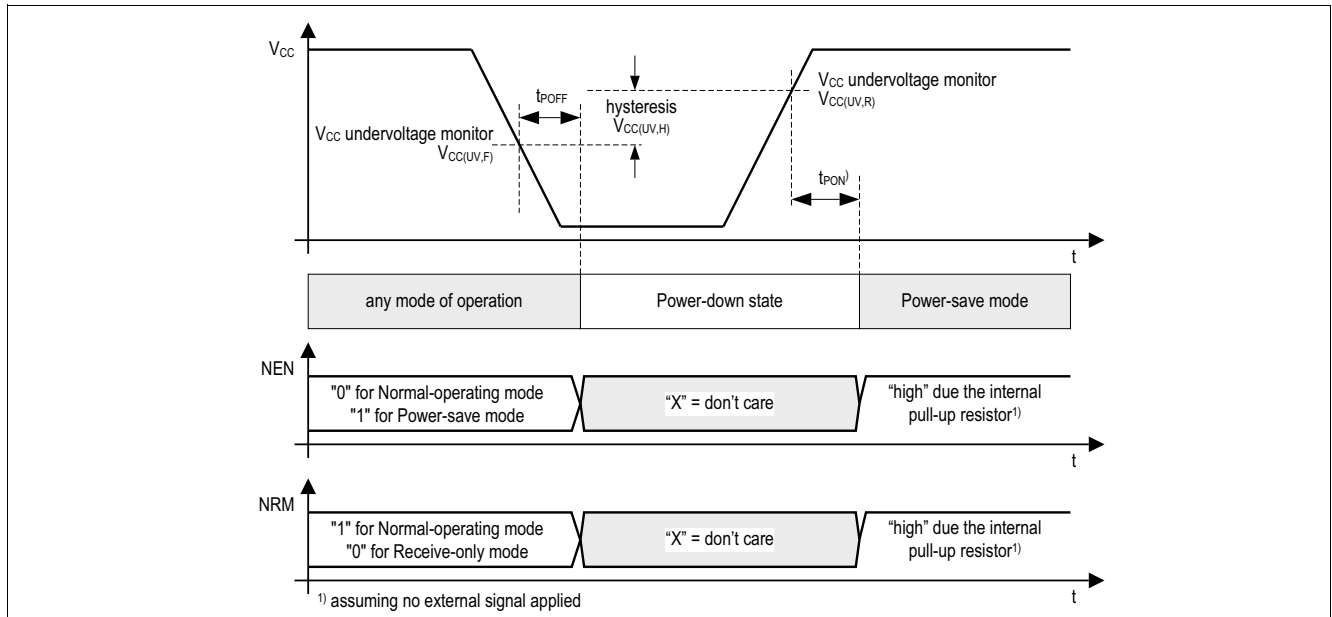 VCC
tPOFF
hysteresis
VCC(UV,H)
VCC undervoltage monitor
VCC(UV,R)
VCC undervoltage monitor
VCC(UV,F)
tPON)
t
any mode of operation
Power-down state
Power-save mode
NEN
"0" for Normal-operating mode
"1" for Power-save mode
“X” = don’t care
“high” due the internal
pull-up resistor1)
t
NRM
"1" for Normal-operating mode
"0" for Receive-only mode
“X” = don’t care
“high” due the internal
pull-up resistor1)
t
1) assuming no external signal applied